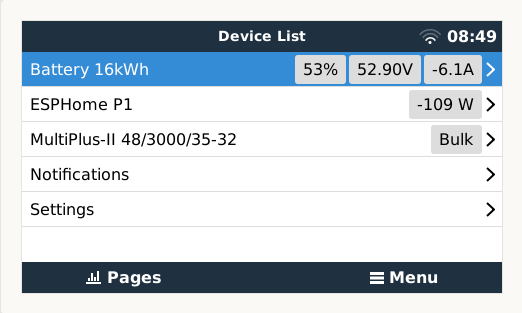 Device List 08:49
Battery 16kWh 53% 52.90V -6.1A
ESPHome P1 -109 W
MultiPlus-II 48/3000/35-32 Bulk
Notifications
Settings
Pages Menu